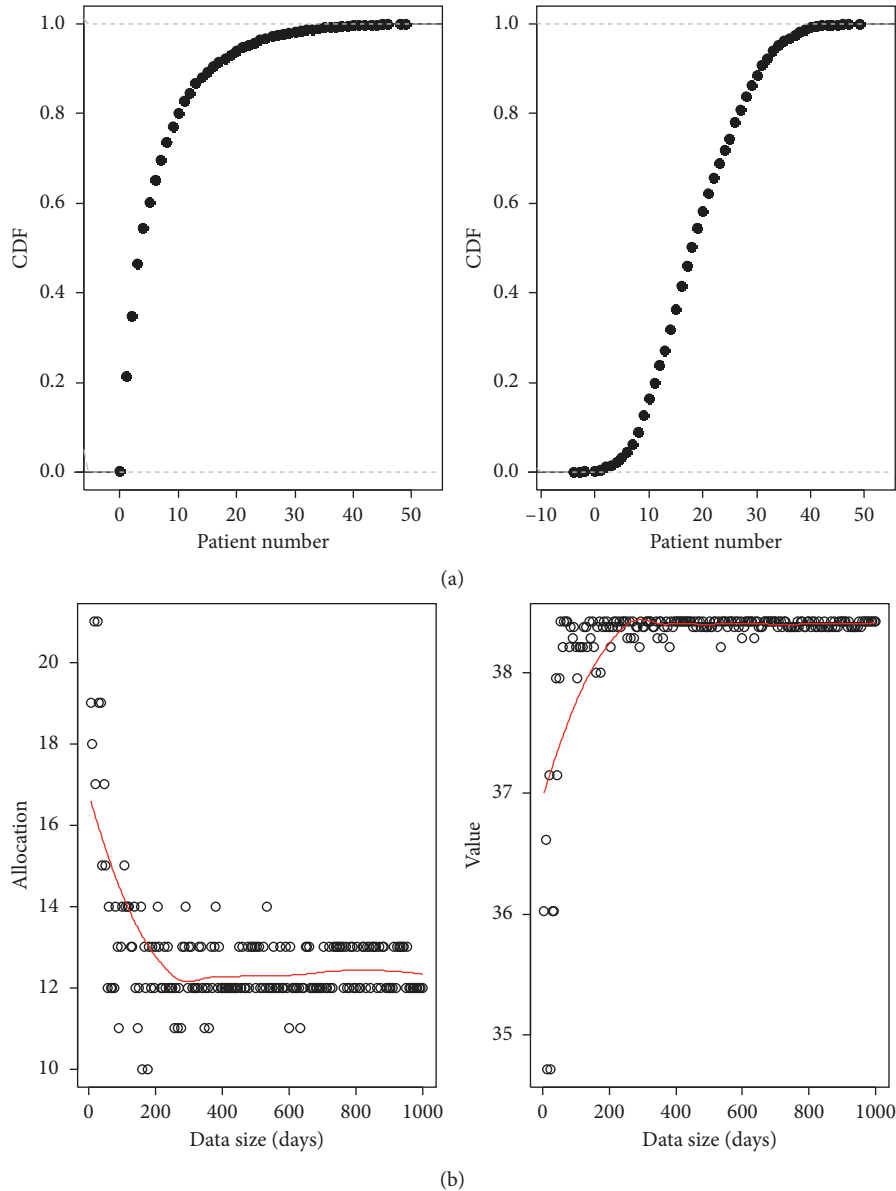 1.0
0.8
0.6
0.4
0.2
0.0
CDF
0 10 20 30 40 50
Patient number
1.0
0.8
0.6
0.4
0.2
0.0
CDF
–10 0 10 20 30 40 50
Patient number
(a)
20
18
16
14
12
10
Allocation
0 200 400 600 800 1000
Data size (days)
38
37
36
35
Value
0 200 400 600 800 1000
Data size (days)
(b)